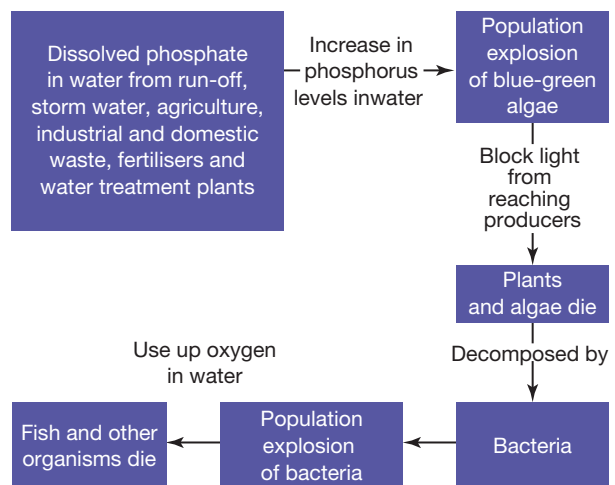 Dissolved phosphate
in water from run-off,
storm water, agriculture,
industrial and domestic
waste, fertilisers and
water treatment plants
Increase in
phosphorus
levels inwater
Population
explosion
of blue-green
algae
Block light
from
reaching
producers
Plants
and algae die
Decomposed by
Bacteria
Population
explosion
of bacteria
Use up oxygen
in water
Fish and other
organisms die